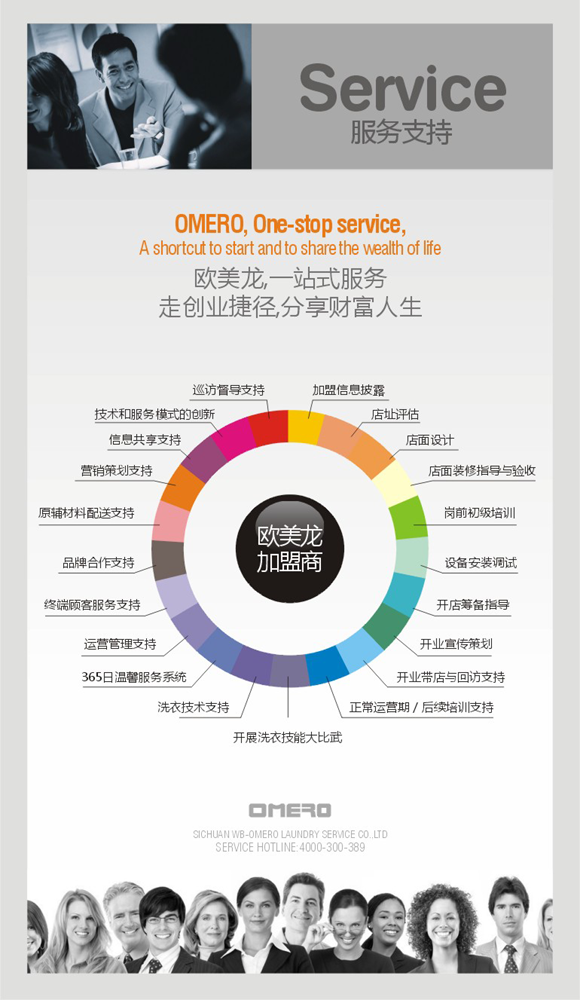 Service
服务支持
OMERO, One-stop service,
A shortcut to start and to share the wealth of life
欧美龙,一站式服务
走创业捷径,分享财富人生
巡访督导支持
加盟信息披露
技术和服务模式的创新
店址评估
信息共享支持
店面设计
营销策划支持
店面装修指导与验收
原辅材料配送支持
岗前初级培训
欧美龙
加盟商
品牌合作支持
设备安装调试
终端顾客服务支持
开店筹备指导
运营管理支持
开业宣传策划
365日温馨服务系统
开业带店与回访支持
洗衣技术支持
正常运营期 / 后续培训支持
开展洗衣技能大比武
OMERO
SICHUAN WB-OMERO LAUNDRY SERVICE CO.,LTD
SERVICE HOTLINE:4000-300-389